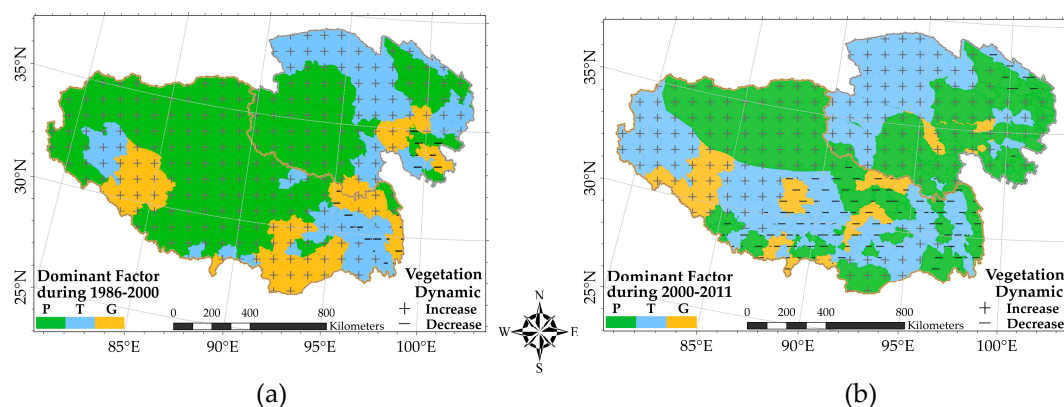 35°N
30°N
25°N
Dominant Factor
during 1986-2000
P T G
0 200 400 800
Kilometers
Vegetation
Dynamic
+ Increase
− Decrease
85°E 90°E 95°E 100°E
(a)
N
W E
S
35°N
30°N
25°N
Dominant Factor
during 2000-2011
P T G
0 200 400 800
Kilometers
Vegetation
Dynamic
+ Increase
− Decrease
85°E 90°E 95°E 100°E
(b)